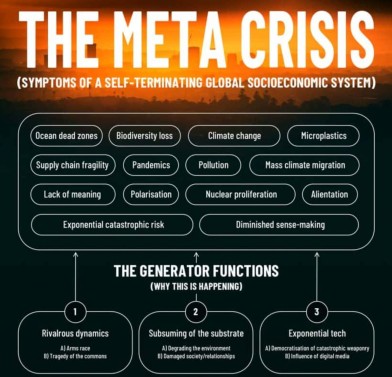 THE META CRISIS
(SYMPTOMS OF A SELF-TERMINATING GLOBAL SOCIOECONOMIC SYSTEM)
Ocean dead zones
Biodiversity loss
Climate change
Microplastics
Supply chain fragility
Pandemics
Pollution
Mass climate migration
Lack of meaning
Polarisation
Nuclear proliferation
Alientation
Exponential catastrophic risk
Diminished sense-making
THE GENERATOR FUNCTIONS
(WHY THIS IS HAPPENING)
1
Rivalrous dynamics
A) Arms race
B) Tragedy of the commons
2
Subsuming of the substrate
A) Degrading the environment
B) Damaged society/relationships
3
Exponential tech
A) Democratisation of catastrophic weaponry
B) Influence of digital media